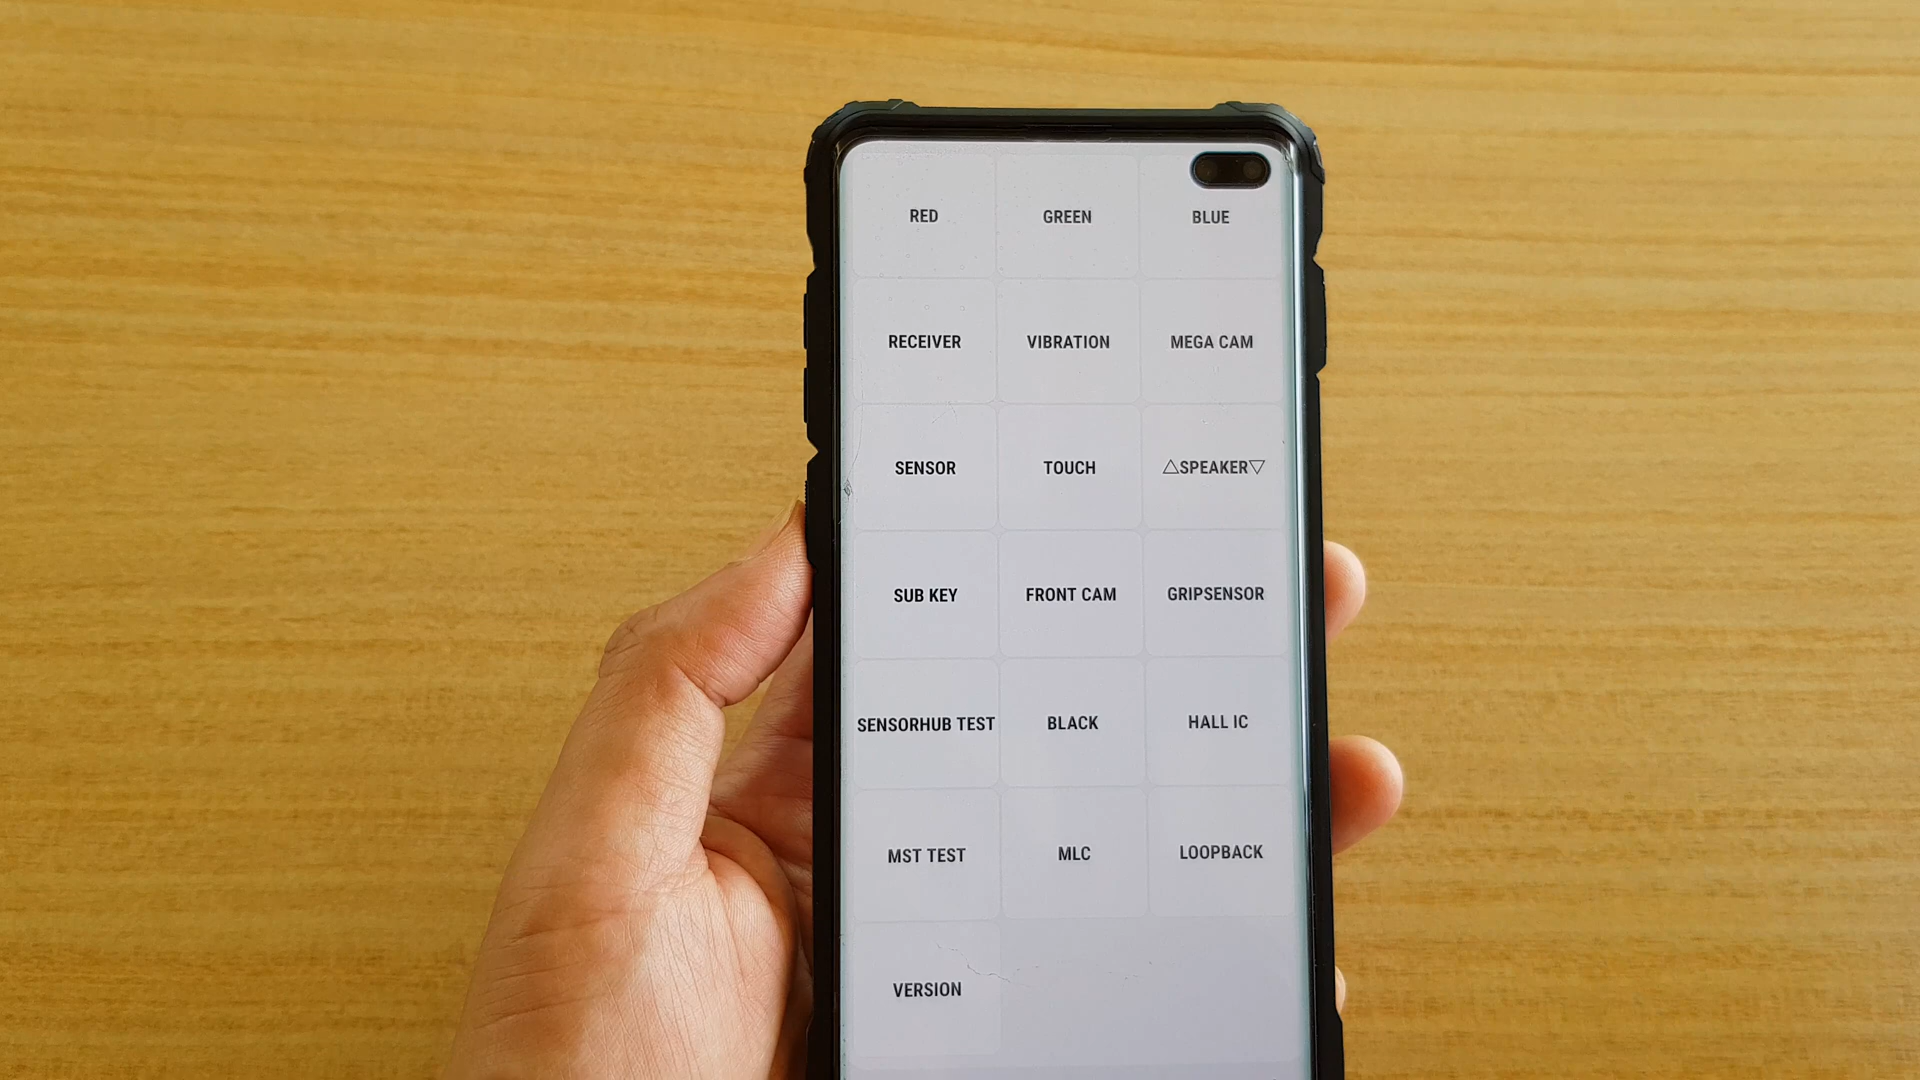 RED GREEN BLUE
RECEIVER VIBRATION MEGA CAM
SENSOR TOUCH △SPEAKER▽
SUB KEY FRONT CAM GRIPSENSOR
SENSORHUB TEST BLACK HALL IC
MST TEST MLC LOOPBACK
VERSION